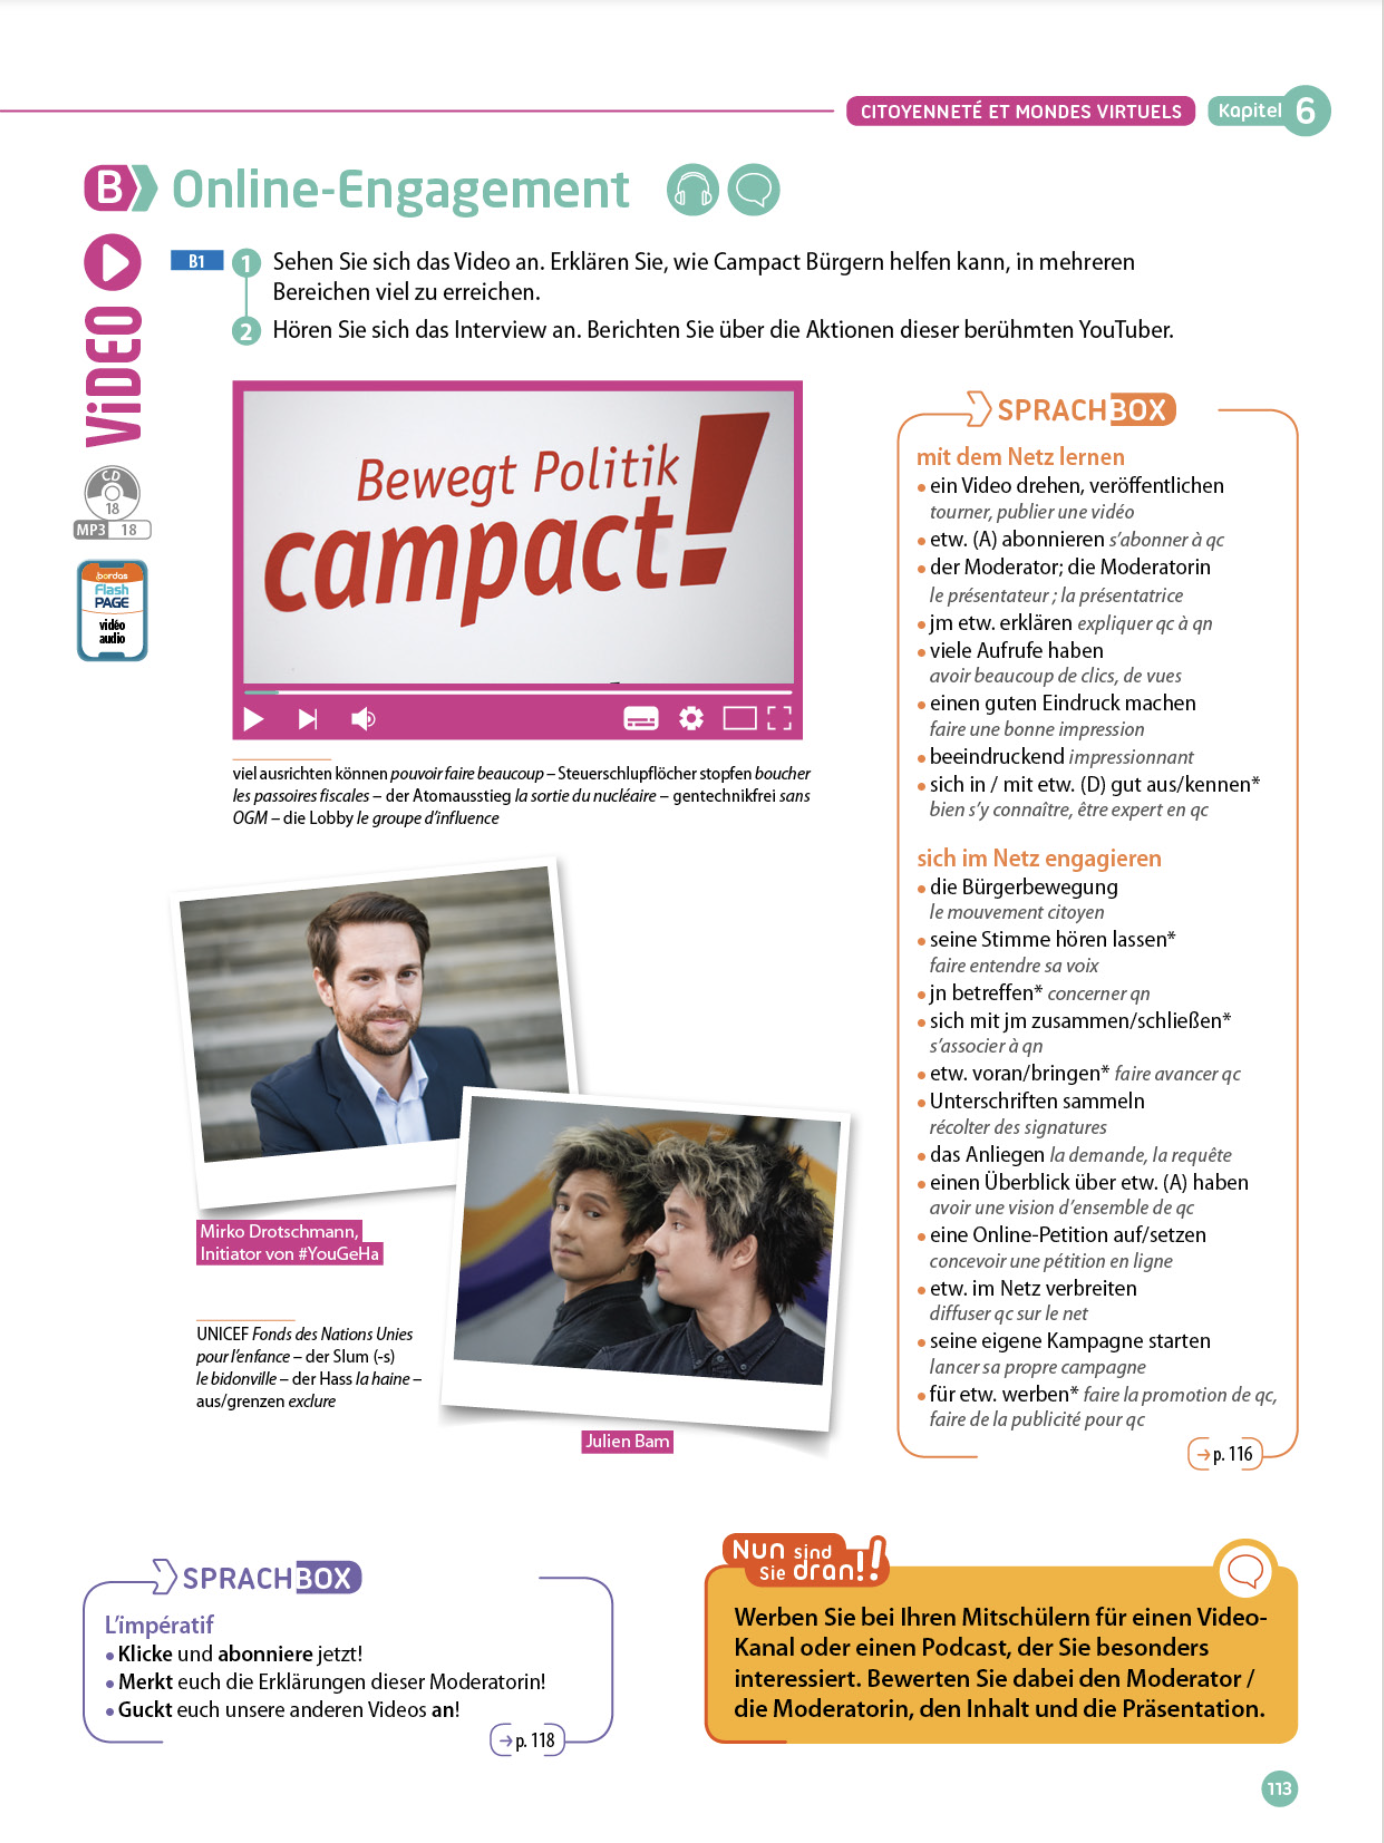 CITOYENNETÉ ET MONDES VIRTUELS Kapitel 6
B Online-Engagement
ViDEO
CD
18
MP3 18
bordas
Flash
PAGE
vidéo
audio
B1 1 Sehen Sie sich das Video an. Erklären Sie, wie Campact Bürgern helfen kann, in mehreren
Bereichen viel zu erreichen.
2 Hören Sie sich das Interview an. Berichten Sie über die Aktionen dieser berühmten YouTuber.
Bewegt Politik
campact!
viel ausrichten können pouvoir faire beaucoup – Steuerschlupflöcher stopfen boucher
les passoires fiscales – der Atomausstieg la sortie du nucléaire – gentechnikfrei sans
OGM – die Lobby le groupe d'influence
Mirko Drotschmann,
Initiator von #YouGeHa
UNICEF Fonds des Nations Unies
pour l'enfance – der Slum (-s)
le bidonville – der Hass la haine –
aus/grenzen exclure
Julien Bam
SPRACHBOX
mit dem Netz lernen
• ein Video drehen, veröffentlichen
tourner, publier une vidéo
• etw. (A) abonnieren s'abonner à qc
• der Moderator; die Moderatorin
le présentateur ; la présentatrice
• jm etw. erklären expliquer qc à qn
• viele Aufrufe haben
avoir beaucoup de clics, de vues
• einen guten Eindruck machen
faire une bonne impression
• beeindruckend impressionnant
• sich in / mit etw. (D) gut aus/kennen*
bien s'y connaître, être expert en qc
sich im Netz engagieren
• die Bürgerbewegung
le mouvement citoyen
• seine Stimme hören lassen*
faire entendre sa voix
• jn betreffen* concerner qn
• sich mit jm zusammen/schließen*
s'associer à qn
• etw. voran/bringen* faire avancer qc
• Unterschriften sammeln
récolter des signatures
• das Anliegen la demande, la requête
• einen Überblick über etw. (A) haben
avoir une vision d'ensemble de qc
• eine Online-Petition auf/setzen
concevoir une pétition en ligne
• etw. im Netz verbreiten
diffuser qc sur le net
• seine eigene Kampagne starten
lancer sa propre campagne
• für etw. werben* faire la promotion de qc,
faire de la publicité pour qc
→ p. 116
SPRACHBOX
L'impératif
• Klicke und abonniere jetzt!
• Merkt euch die Erklärungen dieser Moderatorin!
• Guckt euch unsere anderen Videos an!
→ p. 118
Nun sind
Sie dran!!
Werben Sie bei Ihren Mitschülern für einen Video-
Kanal oder einen Podcast, der Sie besonders
interessiert. Bewerten Sie dabei den Moderator /
die Moderatorin, den Inhalt und die Präsentation.
113